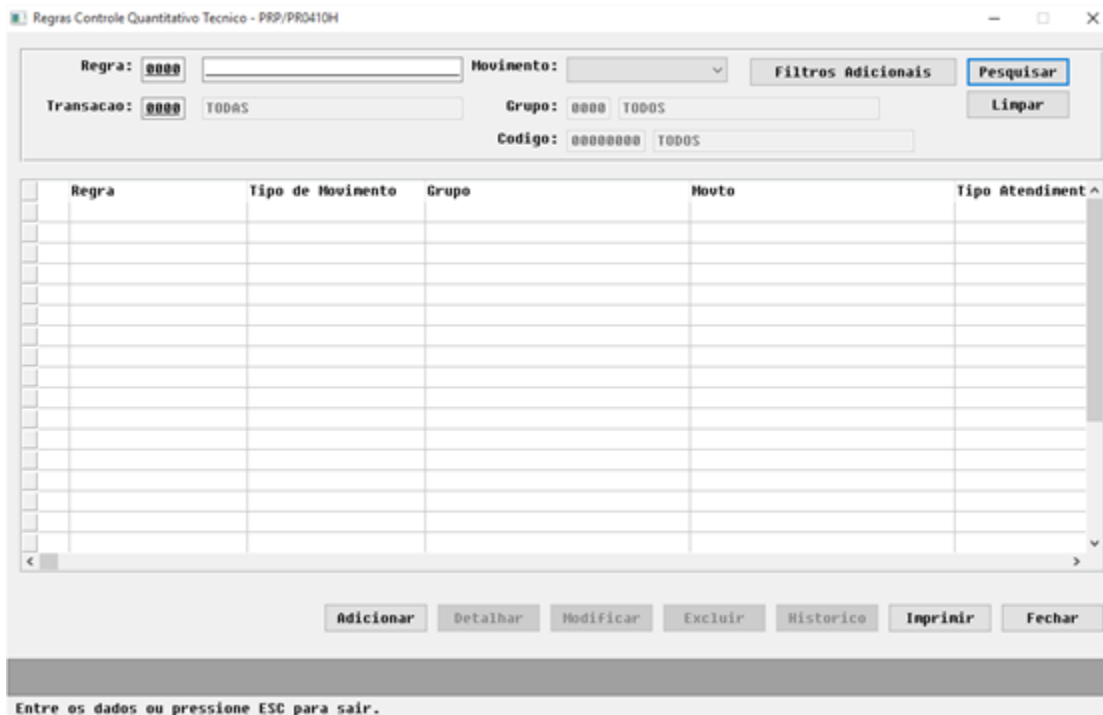 Regras Controle Quantitativo Tecnico - PRP/PR0410H
Regra: 0000 Movimento: Filtros Adicionais Pesquisar
Transacao: 0000 TODAS Grupo: 0000 TODOS Limpar
Codigo: 00000000 TODOS
Regra Tipo de Movimento Grupo Movto Tipo Atendiment
Adicionar Detalhar Modificar Excluir Historico Imprimir Fechar
Entre os dados ou pressione ESC para sair.